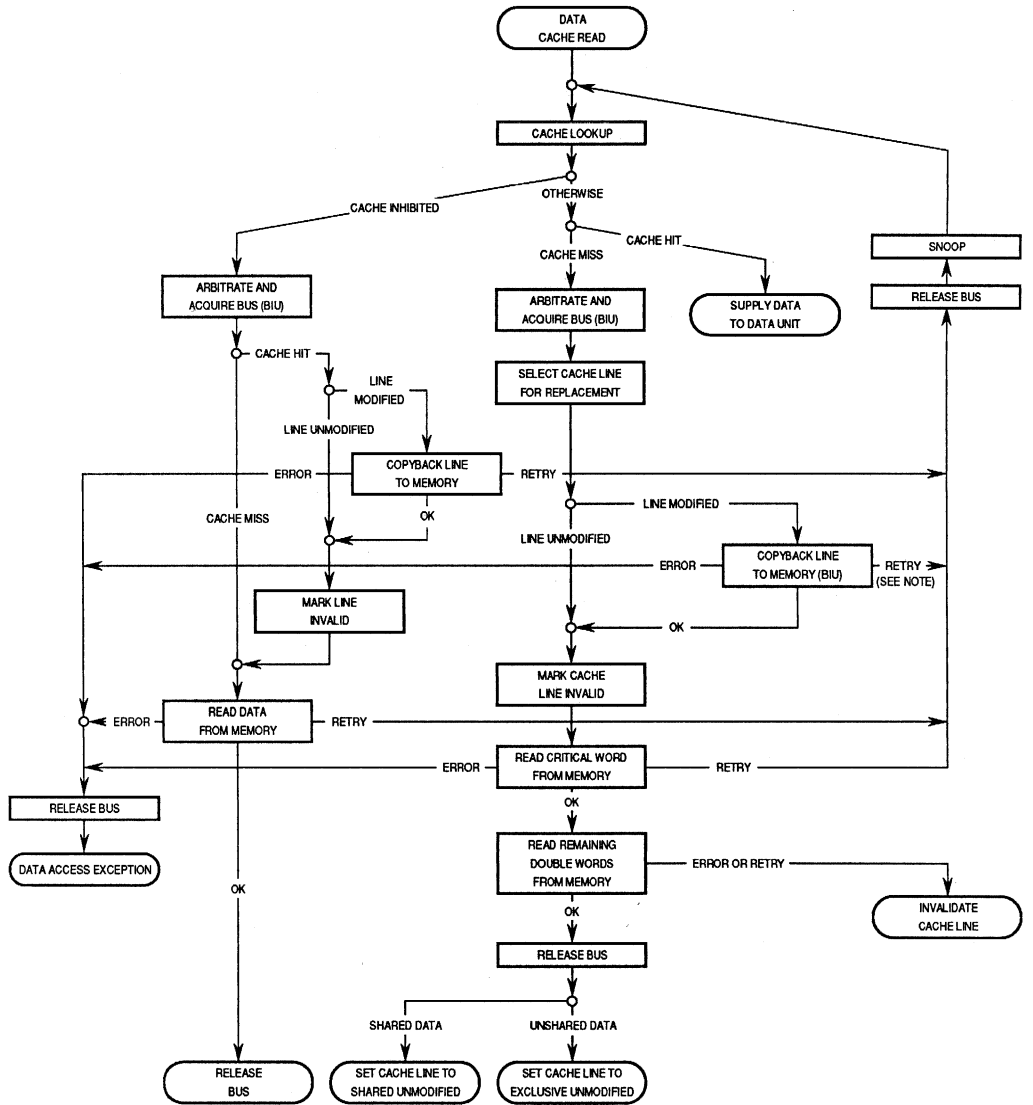 DATA
CACHE READ
CACHE LOOKUP
OTHERWISE
CACHE INHIBITED
CACHE HIT
CACHE MISS
SNOOP
ARBITRATE AND
ACQUIRE BUS (BIU)
ARBITRATE AND
ACQUIRE BUS (BIU)
SUPPLY DATA
TO DATA UNIT
RELEASE BUS
CACHE HIT
LINE
MODIFIED
SELECT CACHE LINE
FOR REPLACEMENT
LINE UNMODIFIED
ERROR
COPYBACK LINE
TO MEMORY
RETRY
OK
CACHE MISS
LINE MODIFIED
LINE UNMODIFIED
ERROR
COPYBACK LINE
TO MEMORY (BIU)
RETRY
(SEE NOTE)
MARK LINE
INVALID
OK
MARK CACHE
LINE INVALID
ERROR
READ DATA
FROM MEMORY
RETRY
ERROR
READ CRITICAL WORD
FROM MEMORY
RETRY
RELEASE BUS
OK
DATA ACCESS EXCEPTION
READ REMAINING
DOUBLE WORDS
FROM MEMORY
ERROR OR RETRY
OK
OK
INVALIDATE
CACHE LINE
RELEASE BUS
SHARED DATA
UNSHARED DATA
RELEASE
BUS
SET CACHE LINE TO
SHARED UNMODIFIED
SET CACHE LINE TO
EXCLUSIVE UNMODIFIED